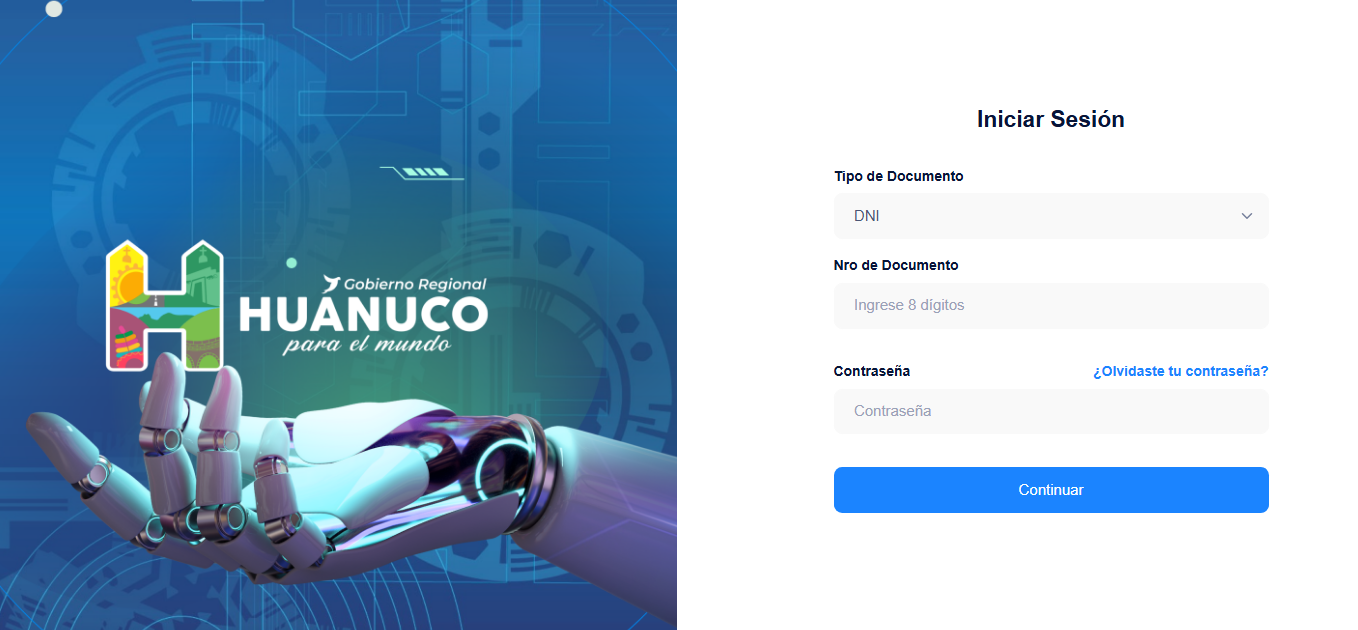 Gobierno Regional
HUÁNUCO
para el mundo
Iniciar Sesión
Tipo de Documento
DNI
Nro de Documento
Ingrese 8 dígitos
Contraseña
¿Olvidaste tu contraseña?
Contraseña
Continuar